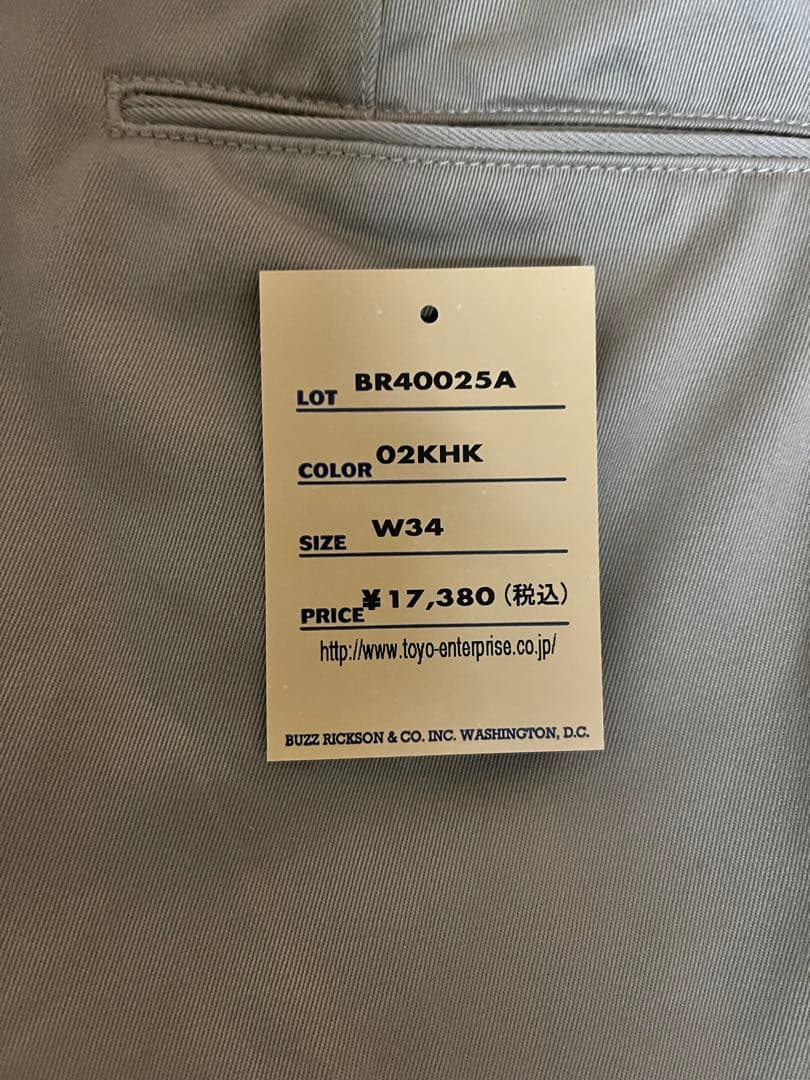 LOT BR40025A
COLOR 02KHK
SIZE W34
PRICE ¥17,380(税込)
http://www.toyo-enterprise.co.jp/
BUZZ RICKSON & CO. INC. WASHINGTON, D.C.